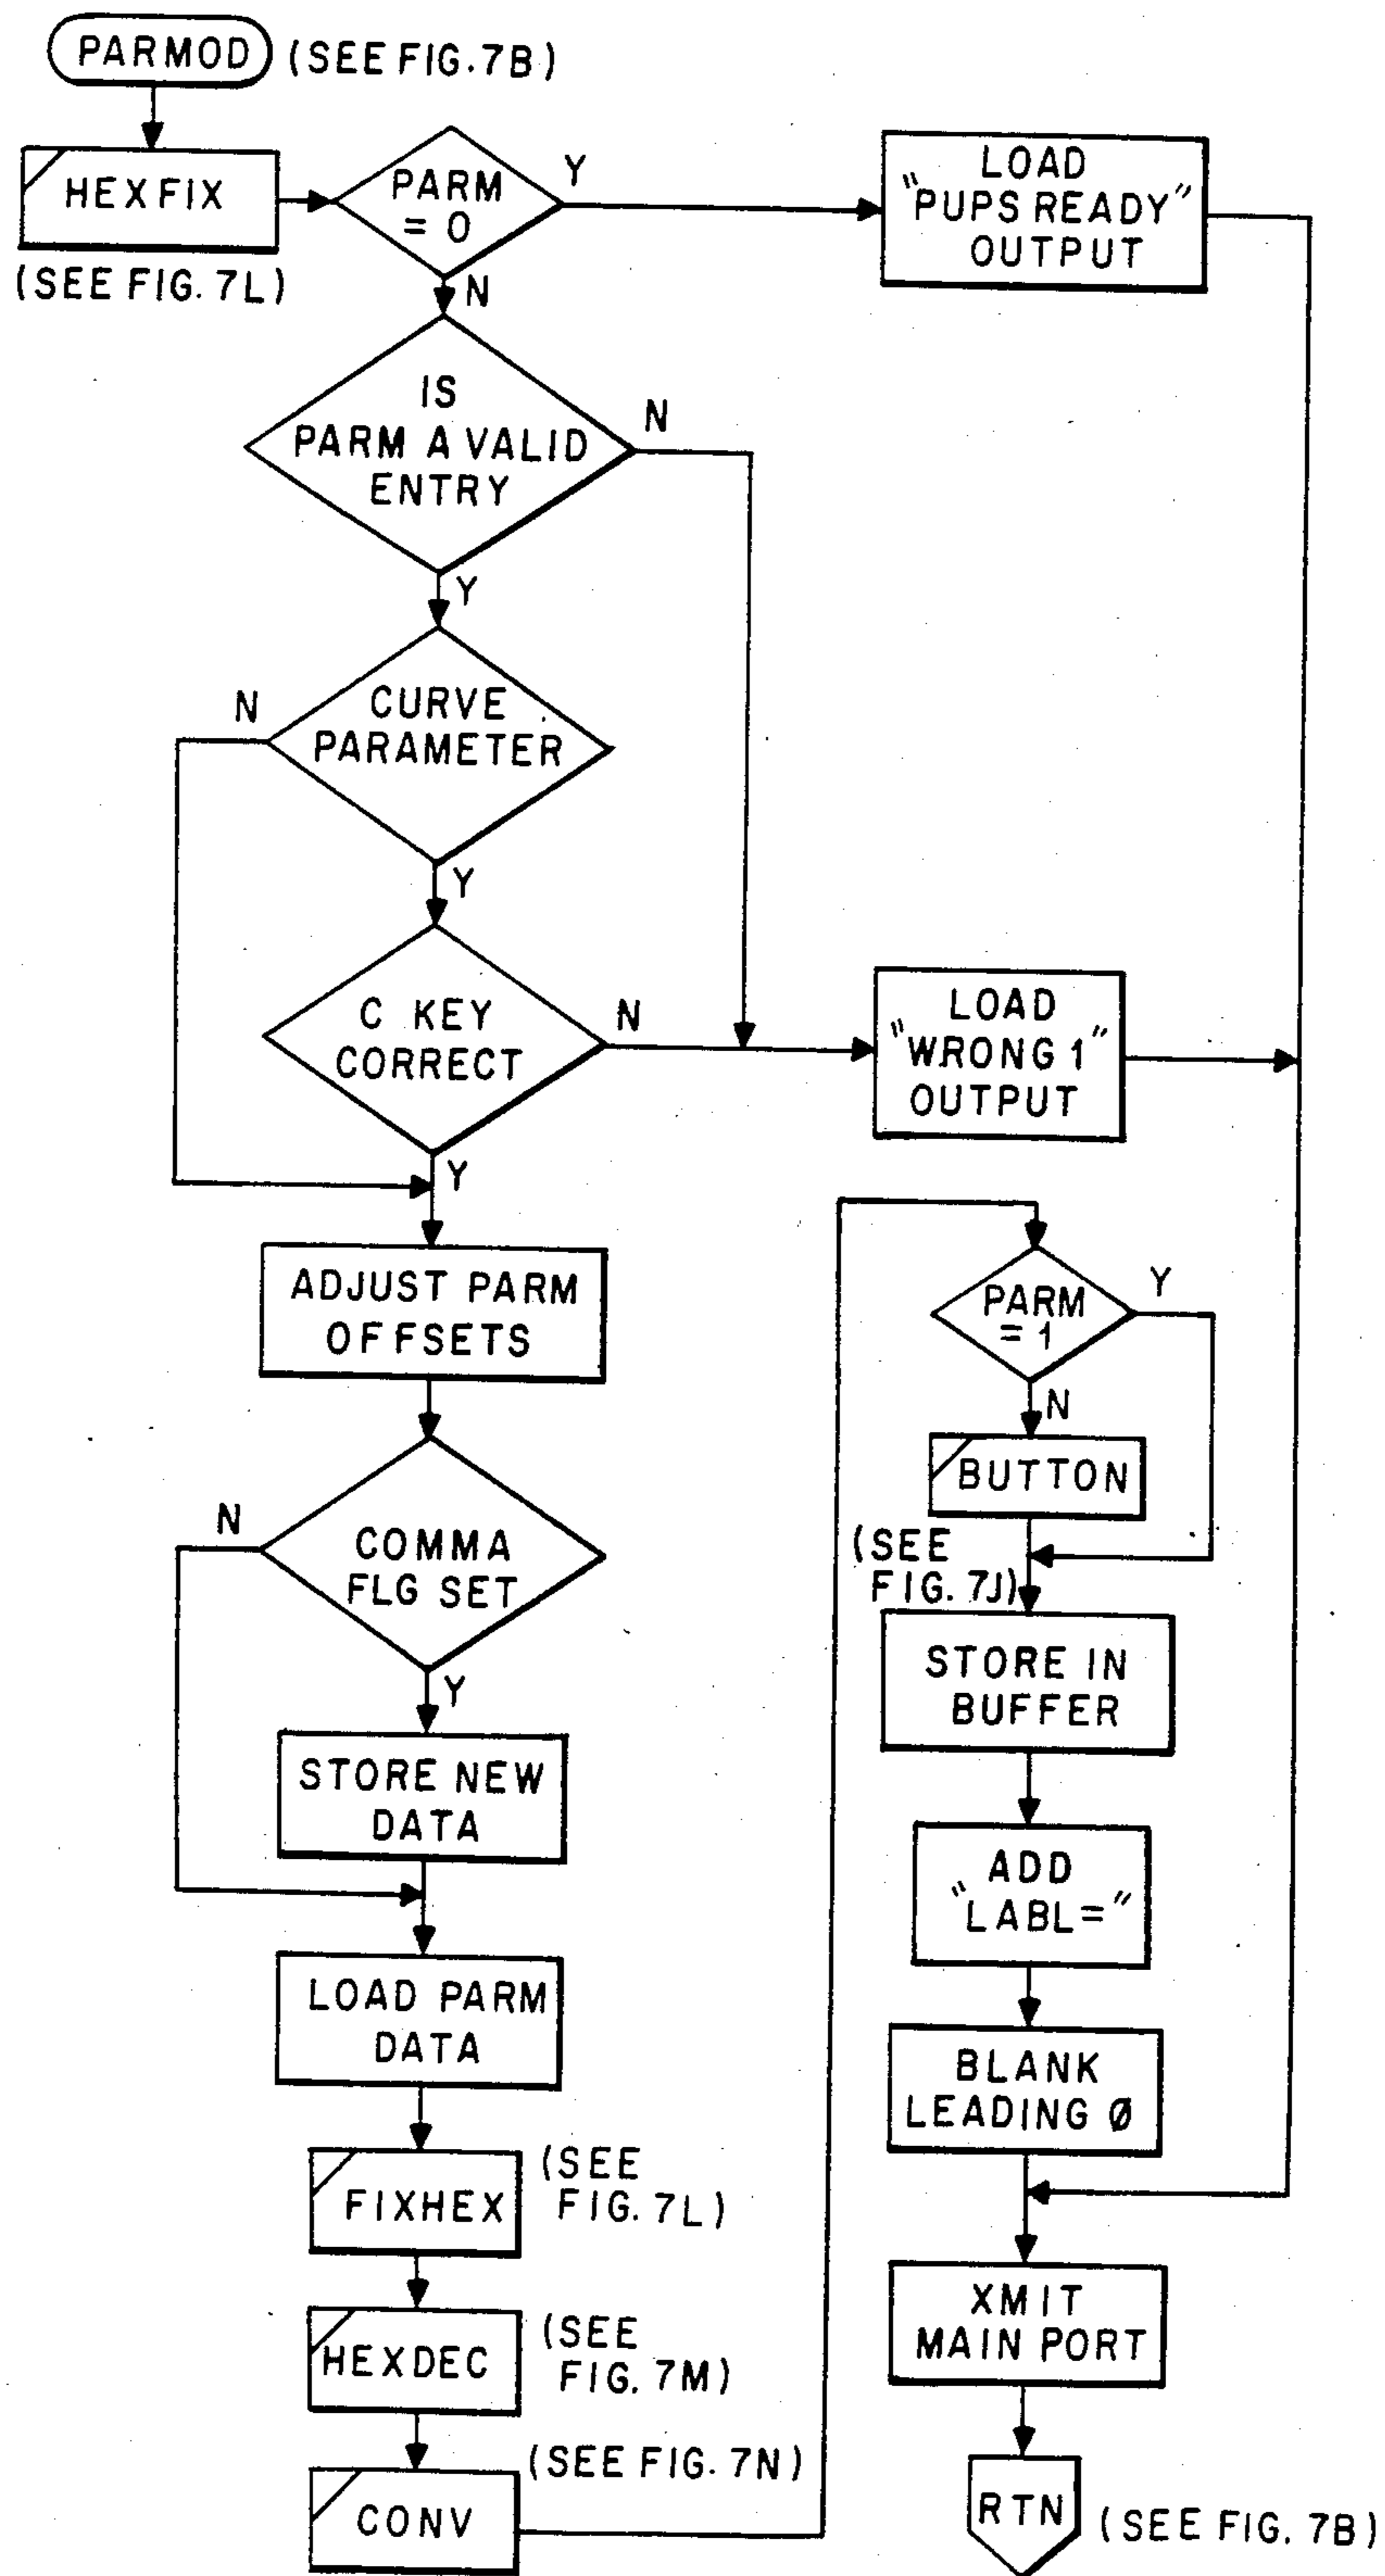 PARMOD
(SEE FIG. 7B)
HEXFIX
(SEE FIG. 7L)
PARM
= 0
Y
N
LOAD
"PUPS READY"
OUTPUT
IS
PARM A VALID
ENTRY
N
Y
CURVE
PARAMETER
N
Y
C KEY
CORRECT
N
Y
LOAD
"WRONG 1"
OUTPUT
ADJUST PARM
OFFSETS
COMMA
FLG SET
N
Y
STORE NEW
DATA
LOAD PARM
DATA
FIXHEX
(SEE
FIG. 7L)
HEXDEC
(SEE
FIG. 7M)
CONV
(SEE FIG. 7N)
PARM
= 1
Y
N
BUTTON
(SEE
FIG. 7J)
STORE IN
BUFFER
ADD
"LABL="
BLANK
LEADING Ø
XMIT
MAIN PORT
RTN
(SEE FIG. 7B)